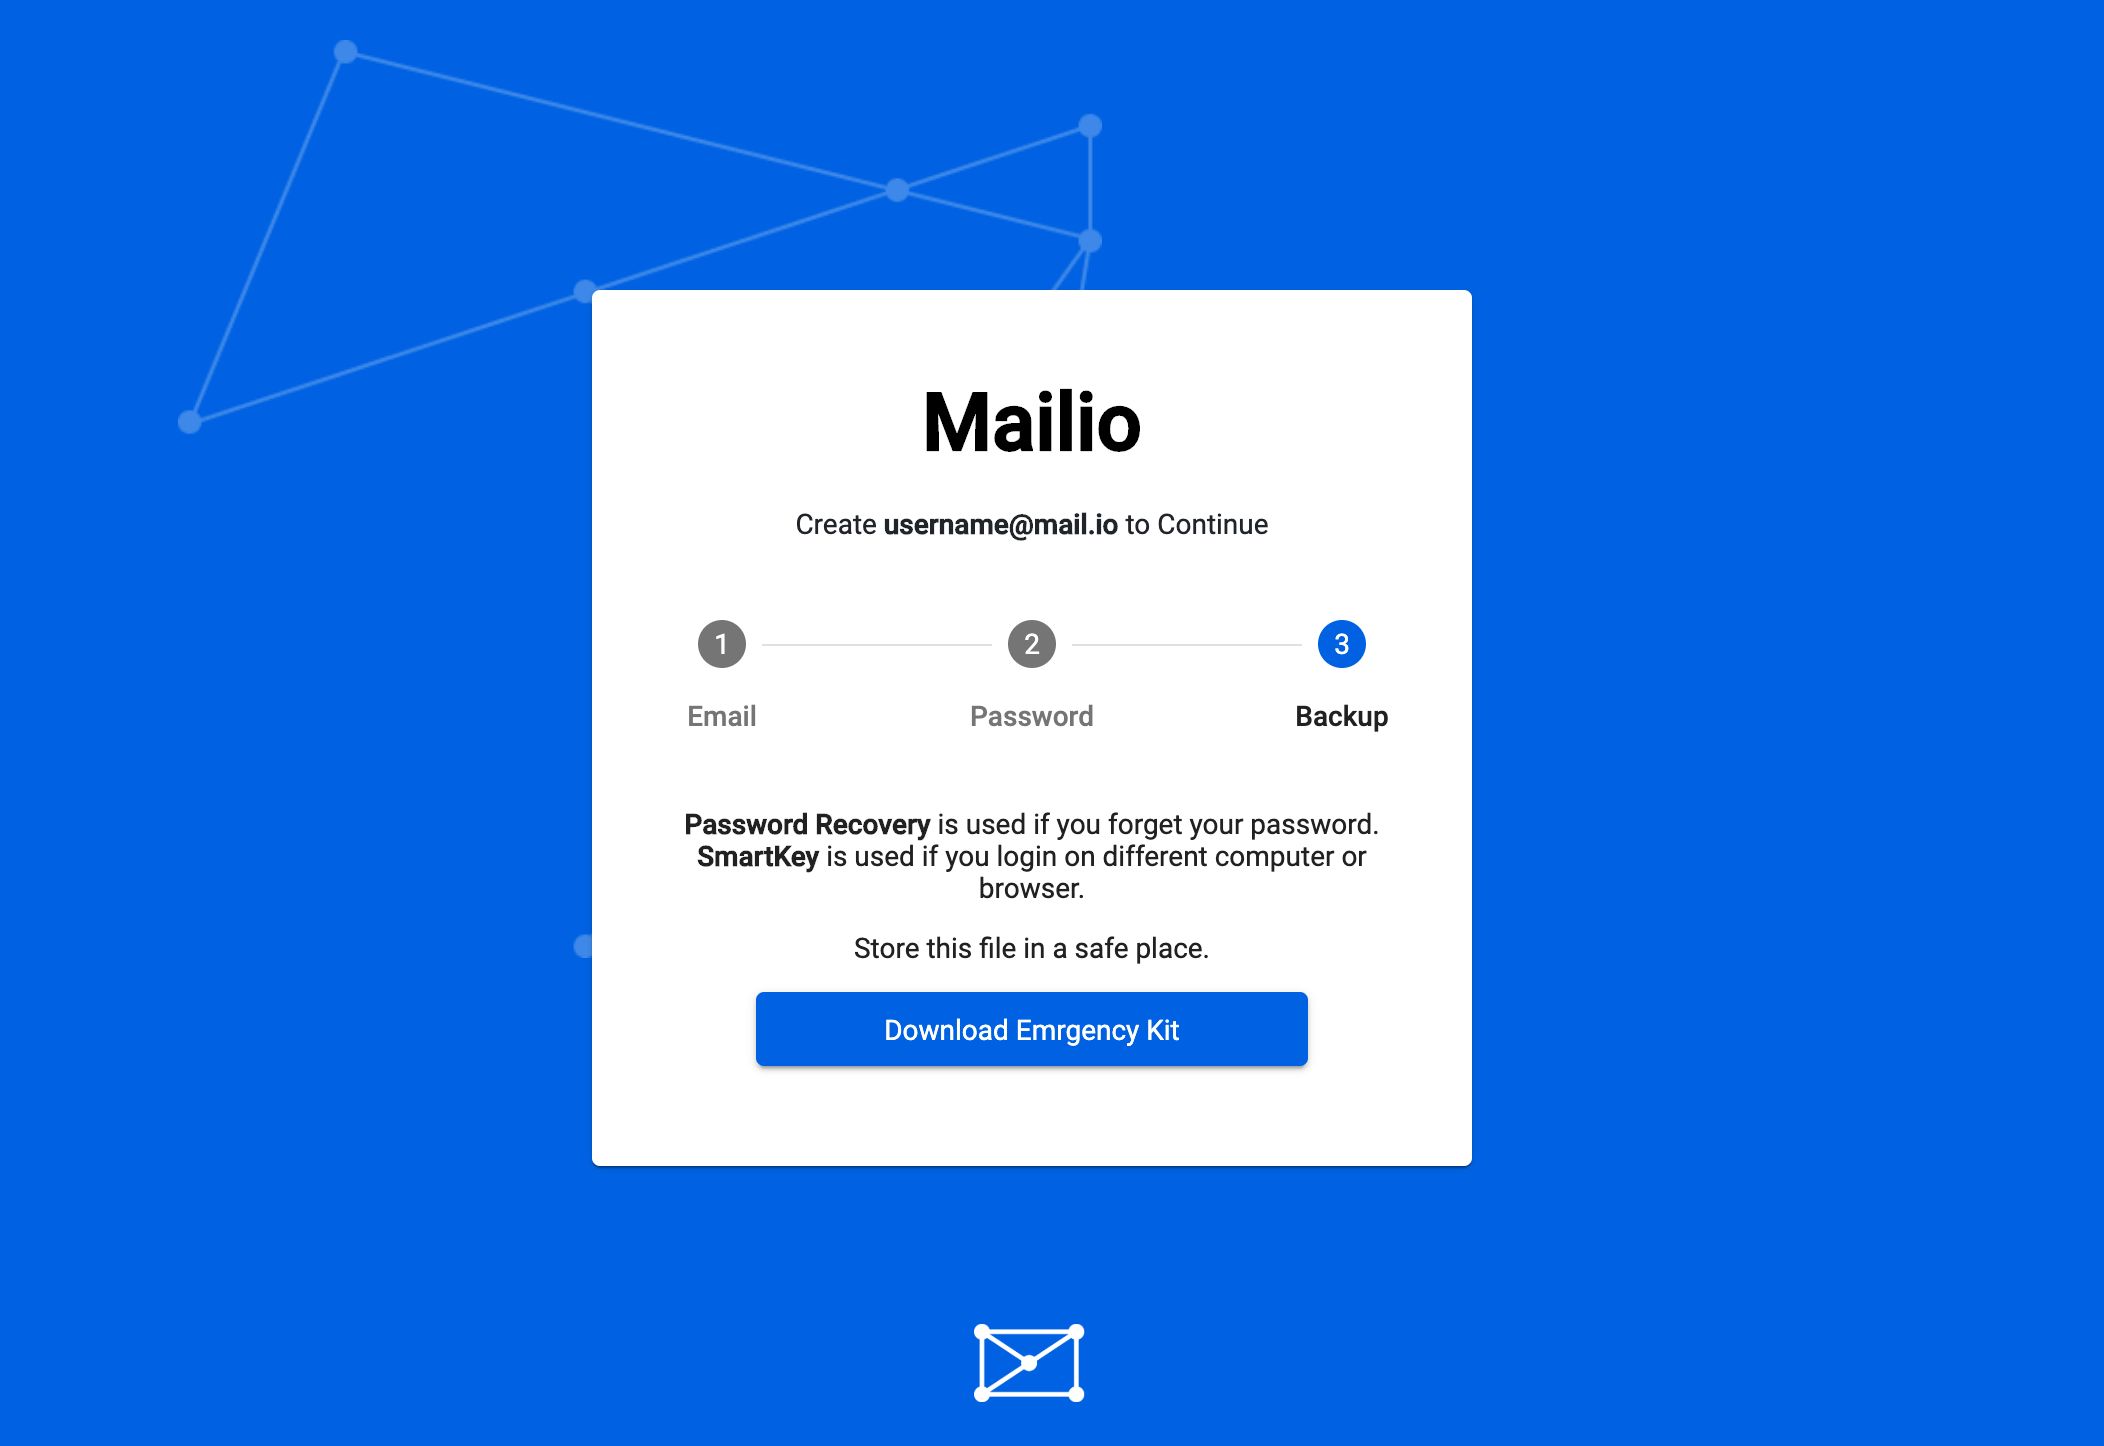 Mailio
Create username@mail.io to Continue
1 2 3
Email Password Backup
Password Recovery is used if you forget your password.
SmartKey is used if you login on different computer or
browser.
Store this file in a safe place.
Download Emrgency Kit